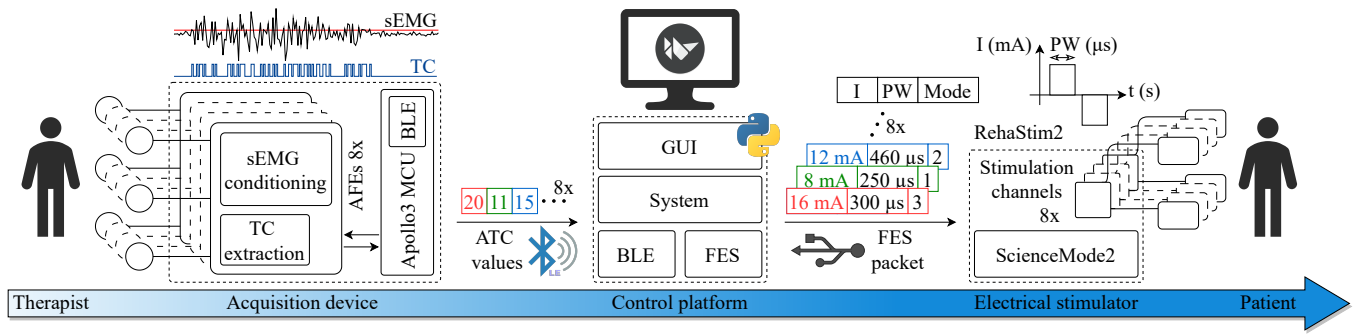 sEMG
TC
sEMG
conditioning
TC
extraction
AFEs 8x
Apollo3 MCU
BLE
20 11 15
8x
ATC
values
LE
GUI
System
BLE
FES
I PW Mode
8x
12 mA 460 µs 2
8 mA 250 µs 1
16 mA 300 µs 3
FES
packet
I (mA)
PW (µs)
t (s)
RehaStim2
Stimulation
channels
8x
ScienceMode2
Therapist
Acquisition device
Control platform
Electrical stimulator
Patient